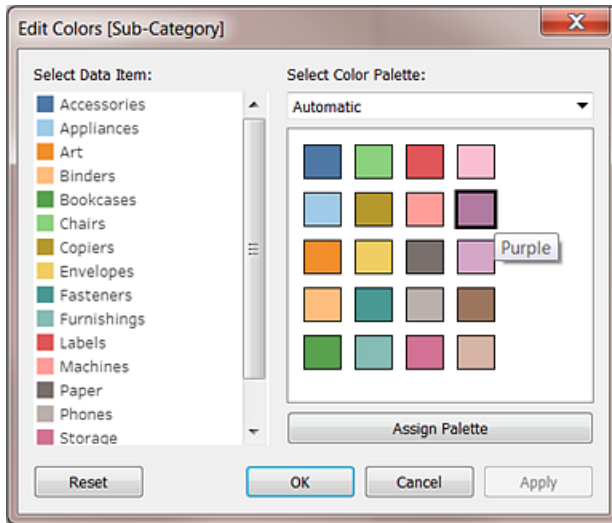 Edit Colors [Sub-Category]
Select Data Item:
Accessories
Appliances
Art
Binders
Bookcases
Chairs
Copiers
Envelopes
Fasteners
Furnishings
Labels
Machines
Paper
Phones
Storage
Select Color Palette:
Automatic
Purple
Assign Palette
Reset
OK
Cancel
Apply